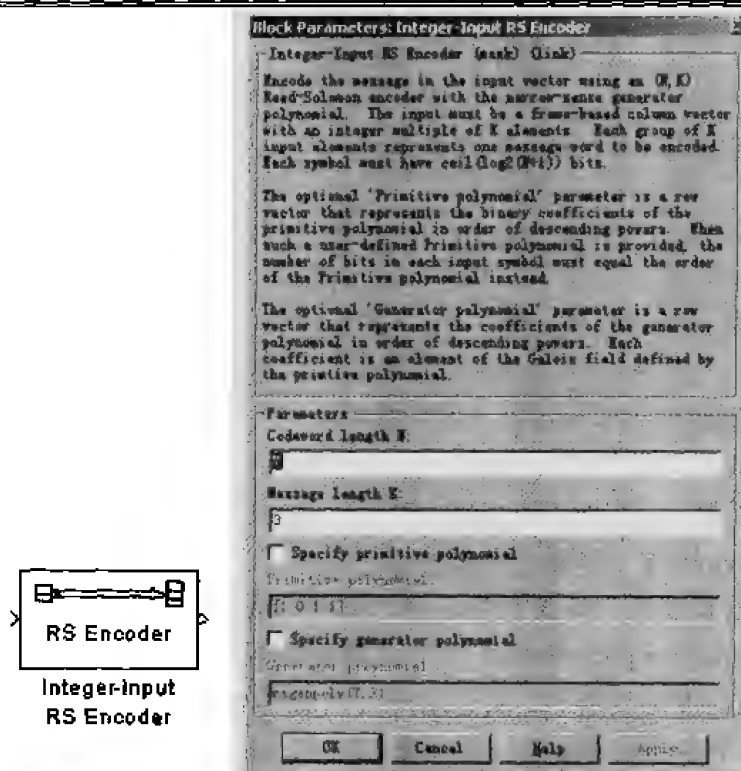 Block Parameters: Integer-Input RS Encoder
Integer-Input RS Encoder (mask) (link)
Encode the message in the input vector using an (N,K)
Reed-Solomon encoder with the narrow-sense generator
polynomial. The input must be a frame-based column vector
with an integer multiple of K elements. Each group of K
input elements represents one message word to be encoded.
Each symbol must have ceil(log2(N+1)) bits.
The optional 'Primitive polynomial' parameter is a row
vector that represents the binary coefficients of the
primitive polynomial in order of descending powers. When
such a user-defined Primitive polynomial is provided, the
number of bits in each input symbol must equal the order
of the Primitive polynomial instead.
The optional 'Generator polynomial' parameter is a row
vector that represents the coefficients of the generator
polynomial in order of descending powers. Each
coefficient is an element of the Galois field defined by
the primitive polynomial.
Parameters
Codeword length N:
Message length K:
3
Specify primitive polynomial
Primitive polynomial:
[1 0 1 1]
Specify generator polynomial
Generator polynomial
rsgenpoly(7,3)
OK Cancel Help Apply
RS Encoder
Integer-Input
RS Encoder